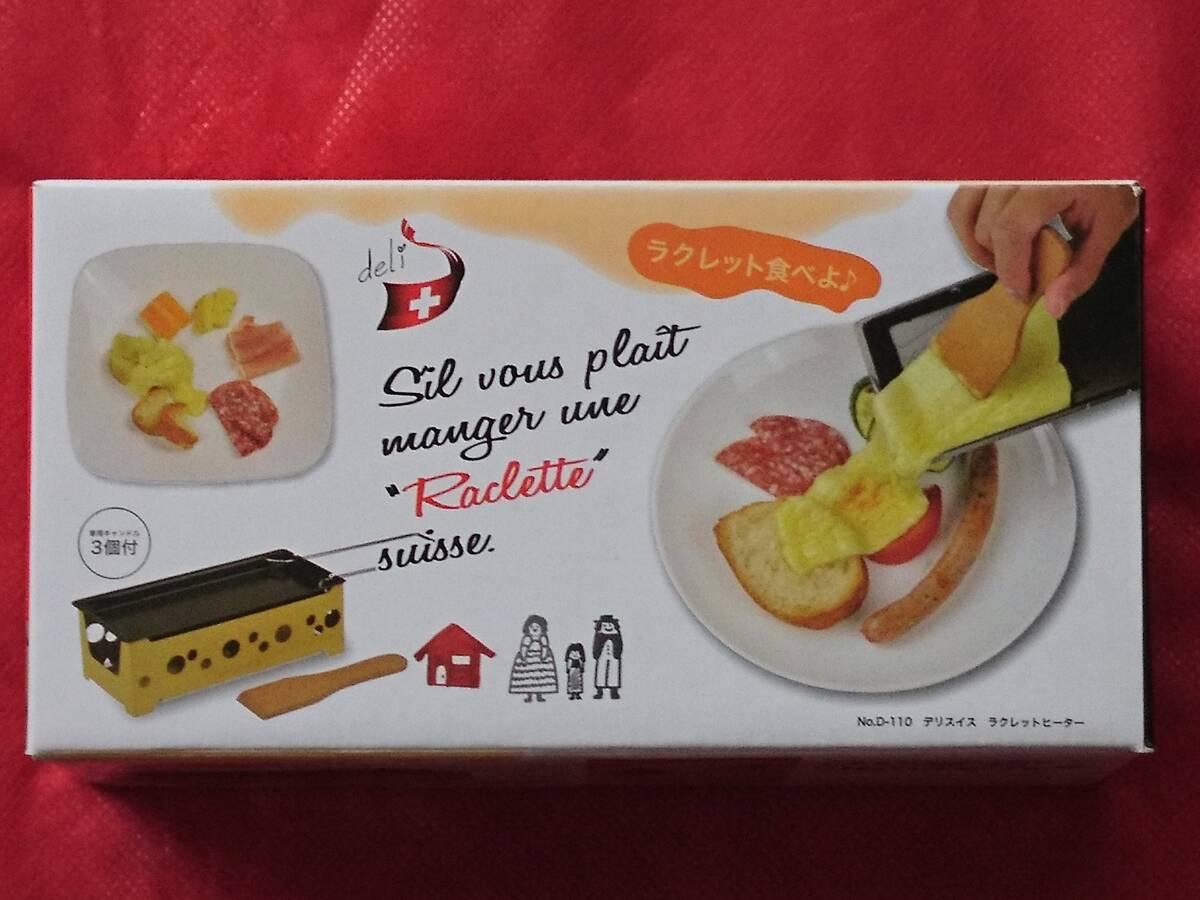 deli
ラクレット食べよ♪
S'il vous plaît
manger une
"Raclette"
suisse.
専用キャンドル
3個付
No.D-110 デリスイス ラクレットヒーター